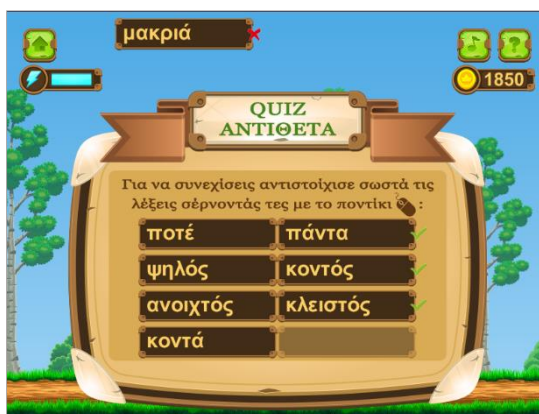 μακριά
1850
QUIZ
ΑΝΤΙΘΕΤΑ
Για να συνεχίσεις αντιστοίχισε σωστά τις
λέξεις σέρνοντάς τες με το ποντίκι :
ποτέ πάντα
ψηλός κοντός
ανοιχτός κλειστός
κοντά